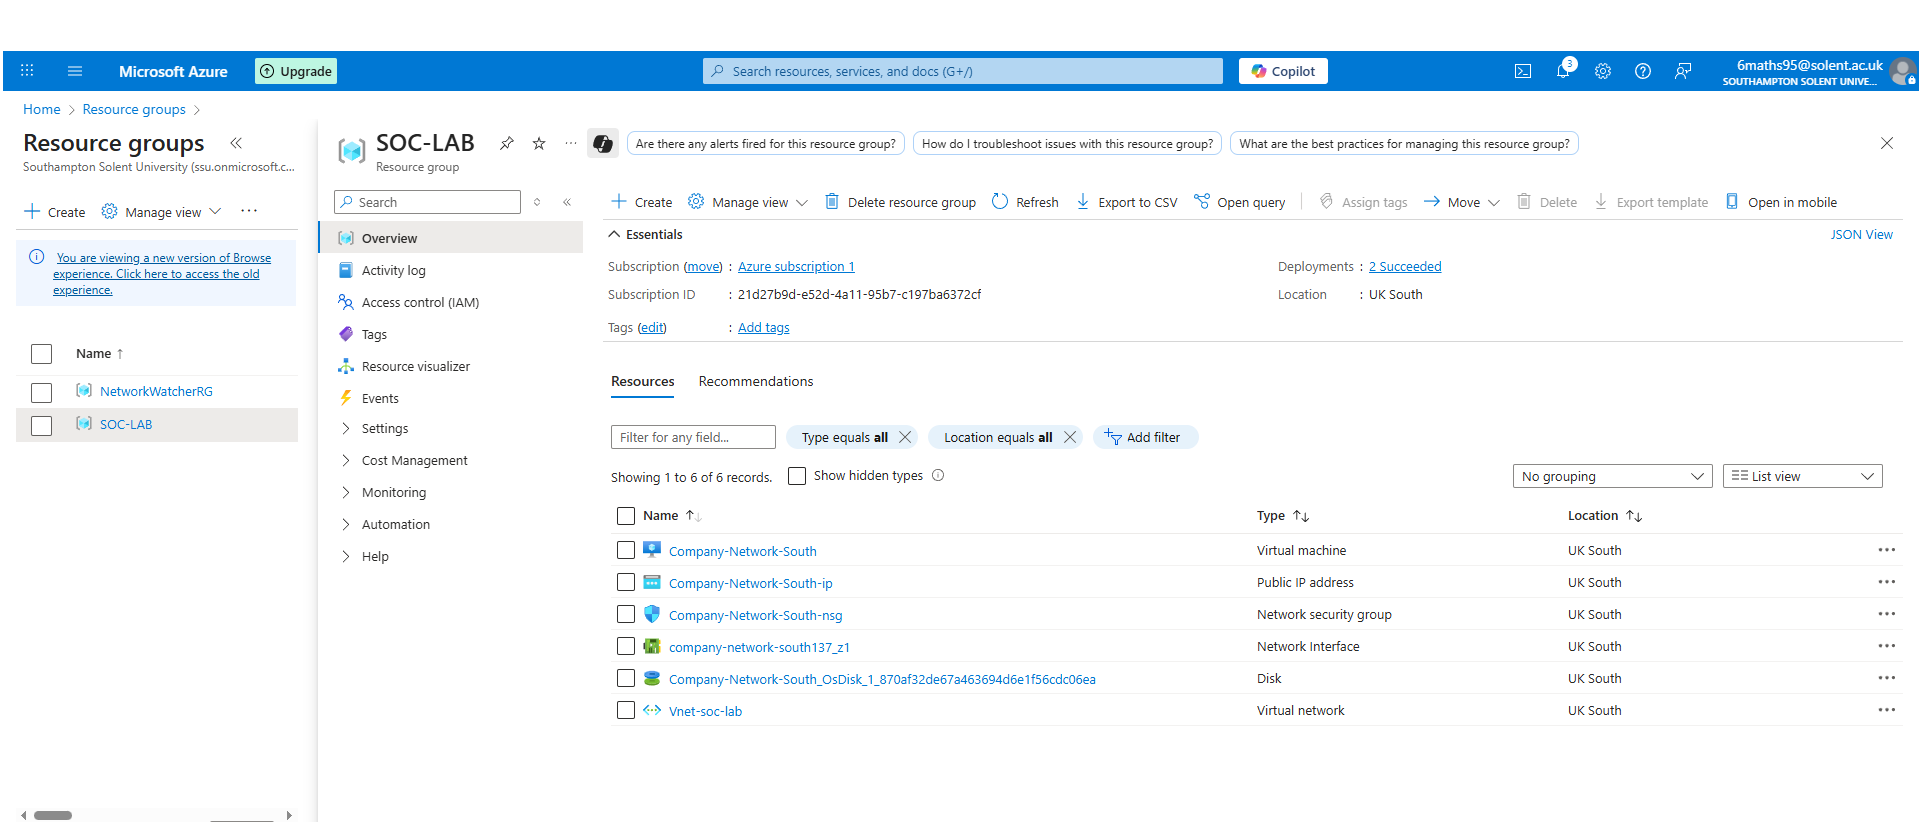 Microsoft Azure
Upgrade
Search resources, services, and docs (G+/)
Copilot
3
6maths95@solent.ac.uk
SOUTHAMPTON SOLENT UNIVE...
Home > Resource groups >
Resource groups
Southampton Solent University (ssu.onmicrosoft.c...
Create
Manage view
You are viewing a new version of Browse
experience. Click here to access the old
experience.
Name ↑
NetworkWatcherRG
SOC-LAB
SOC-LAB
Resource group
Are there any alerts fired for this resource group?
How do I troubleshoot issues with this resource group?
What are the best practices for managing this resource group?
Search
Overview
Activity log
Access control (IAM)
Tags
Resource visualizer
Events
Settings
Cost Management
Monitoring
Automation
Help
Create
Manage view
Delete resource group
Refresh
Export to CSV
Open query
Assign tags
Move
Delete
Export template
Open in mobile
Essentials
JSON View
Subscription (move) : Azure subscription 1
Subscription ID : 21d27b9d-e52d-4a11-95b7-c197ba6372cf
Tags (edit) : Add tags
Deployments : 2 Succeeded
Location : UK South
Resources
Recommendations
Filter for any field...
Type equals all
Location equals all
Add filter
Showing 1 to 6 of 6 records.
Show hidden types
No grouping
List view
Name ↑↓ Type ↑↓ Location ↑↓
Company-Network-South Virtual machine UK South
Company-Network-South-ip Public IP address UK South
Company-Network-South-nsg Network security group UK South
company-network-south137_z1 Network Interface UK South
Company-Network-South_OsDisk_1_870af32de67a463694d6e1f56cdc06ea Disk UK South
Vnet-soc-lab Virtual network UK South